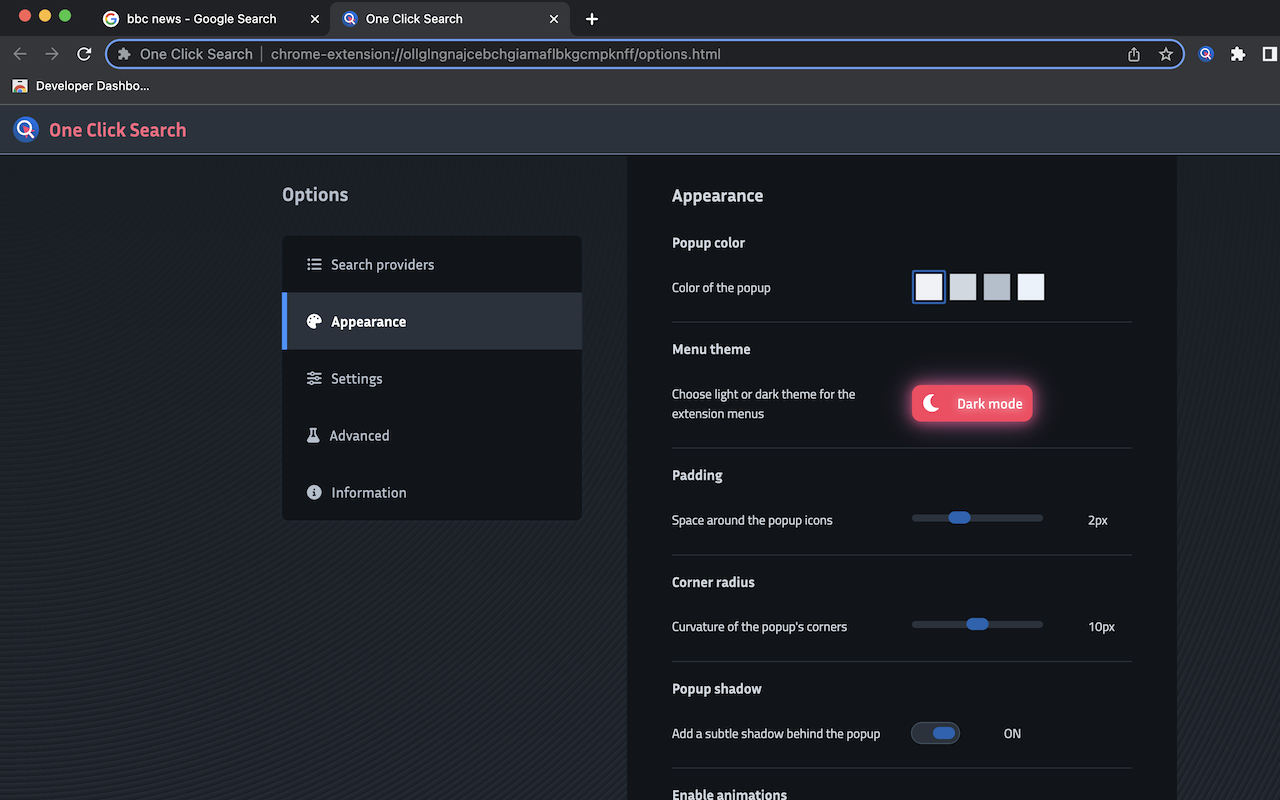 bbc news - Google Search
One Click Search
One Click Search
chrome-extension://ollglngnajcebchgiamaflbkgcmpknff/options.html
Developer Dashbo...
One Click Search
Options
Search providers
Appearance
Settings
Advanced
Information
Appearance
Popup color
Color of the popup
Menu theme
Choose light or dark theme for the
extension menus
Dark mode
Padding
Space around the popup icons
2px
Corner radius
Curvature of the popup's corners
10px
Popup shadow
Add a subtle shadow behind the popup
ON
Enable animations